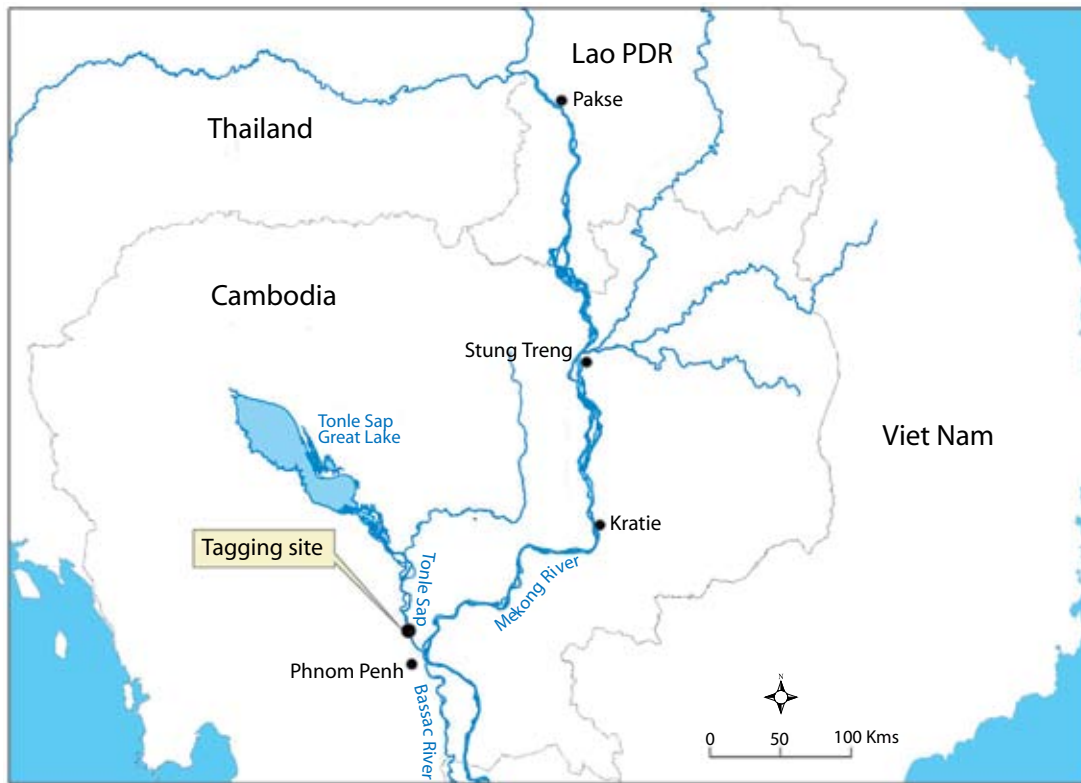 Lao PDR
Pakse
Thailand
Cambodia
Stung Treng
Tonle Sap
Great Lake
Viet Nam
Kratie
Tagging site
Tonle Sap
Mekong River
Phnom Penh
Bassac River
N
0 50 100 Kms